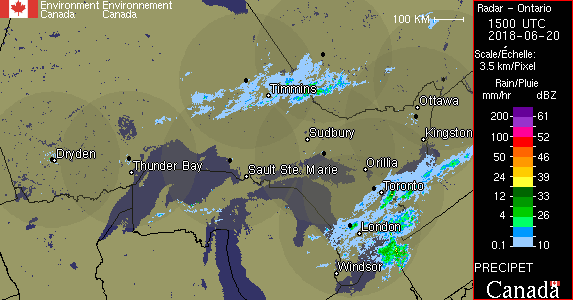 Environment Environnement
Canada Canada
100 KM
Timmins
Ottawa
Sudbury
Kingston
Dryden
Thunder Bay
Sault Ste. Marie
Orillia
Toronto
London
Windsor
Radar - Ontario
1500 UTC
2018-06-20
Scale/Échelle:
3.5 km/Pixel
Rain/Pluie
mm/hr dBZ
200 61
100 52
50 46
24 39
12 34
4 26
0.1 10
PRECIPET
Canada